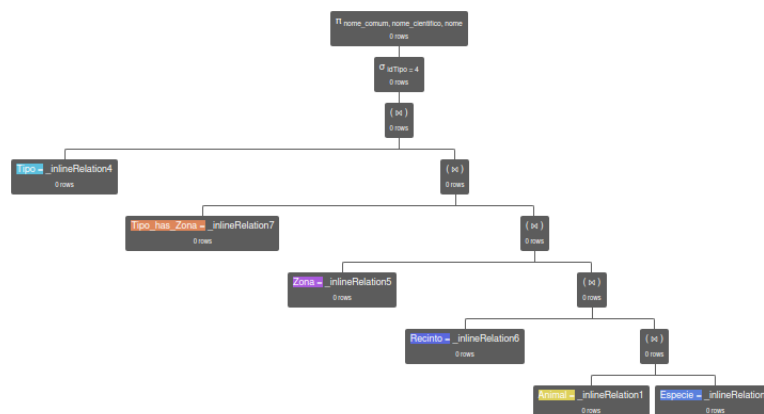 π nome_comum, nome_cientifico, nome
0 rows
σ idTipo = 4
0 rows
( ⋈ )
0 rows
Tipo = _inlineRelation4
0 rows
( ⋈ )
0 rows
Tipo_has_Zona = _inlineRelation7
0 rows
( ⋈ )
0 rows
Zona = _inlineRelation5
0 rows
( ⋈ )
0 rows
Recinto = _inlineRelation6
0 rows
( ⋈ )
0 rows
Animal = _inlineRelation1
0 rows
Especie = _inlineRelation
0 rows